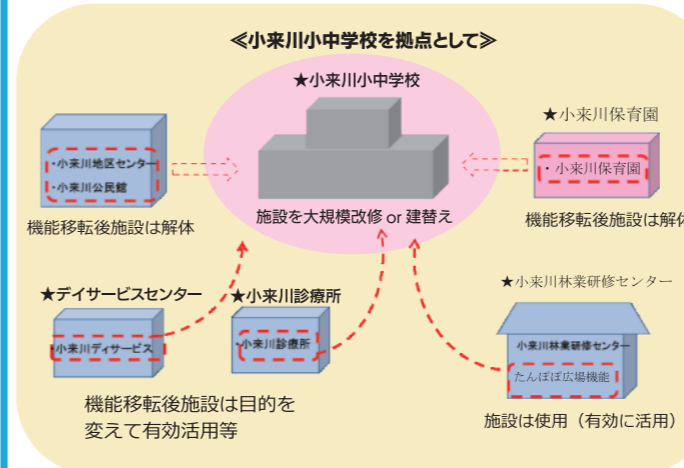 ≪小来川小中学校を拠点として≫
★小来川小中学校
施設を大規模改修 or 建替え
・小来川地区センター
・小来川公民館
機能移転後施設は解体
★小来川保育園
・小来川保育園
機能移転後施設は解体
★デイサービスセンター
・小来川ディサービス
★小来川診療所
・小来川診療所
機能移転後施設は目的を
変えて有効活用等
★小来川林業研修センター
小来川林業研修センター
たんぽぽ広場機能
施設は使用（有効に活用）